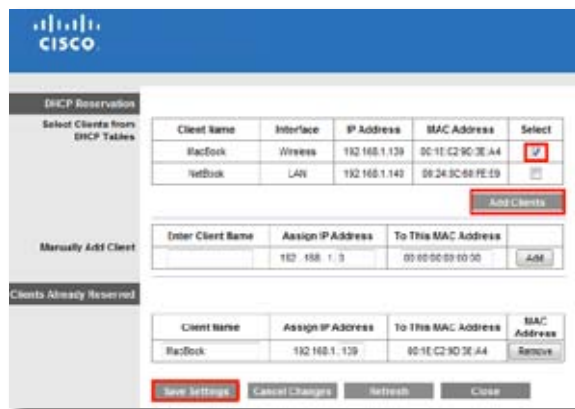 CISCO
DHCP Reservation
Select Clients from
DHCP Tables
Client Name Interface IP Address MAC Address Select
MacBook Wireless 192.168.1.139 00:1E:C2:9D:3E:A4
NetBook LAN 192.168.1.140
Add Clients
Manually Add Client
Enter Client Name Assign IP Address To This MAC Address
192 .168. 1. 0 00:00:00:00:00:00 Add
Clients Already Reserved
Client Name Assign IP Address To This MAC Address MAC
Address
MacBook 192.168.1. 139 00:1E:C2:9D:3E:A4 Remove
Save Settings Cancel Changes Refresh Close